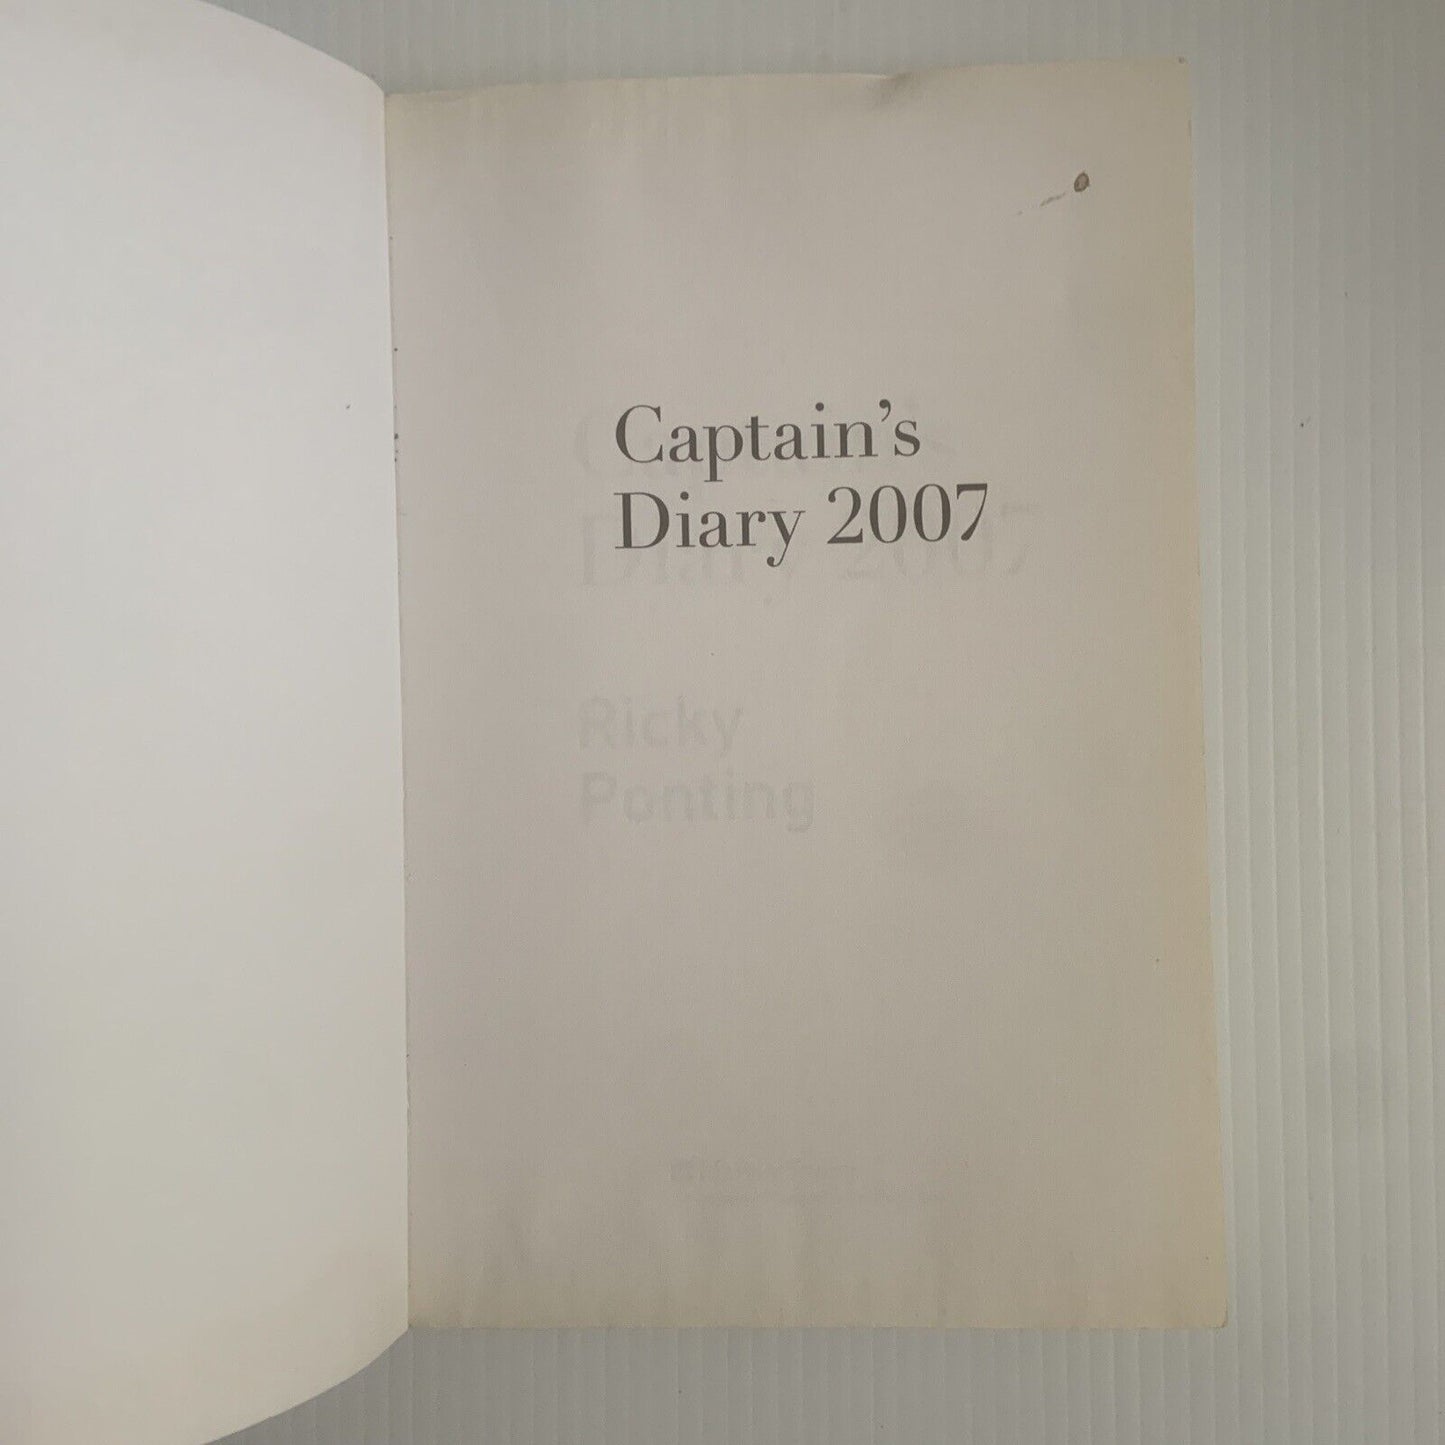 Captain’s
Diary 2007
Ricky
Ponting